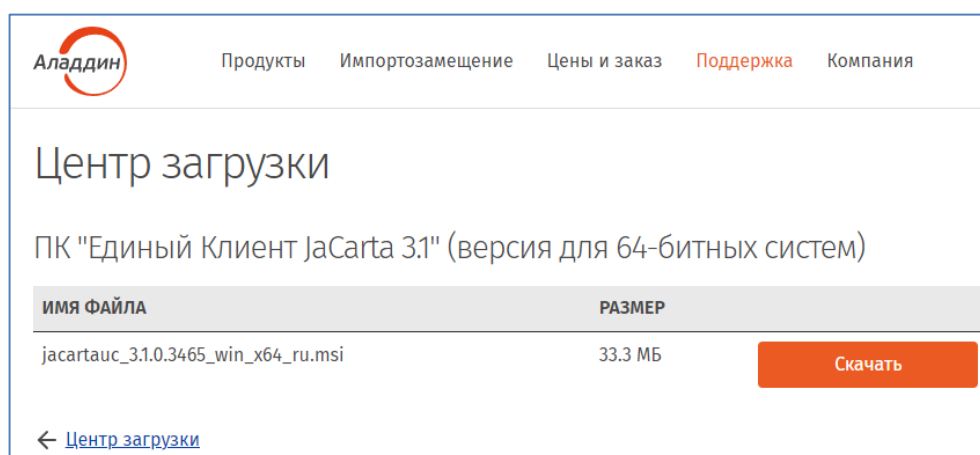 Аладдин
Продукты Импортозамещение Цены и заказ Поддержка Компания
Центр загрузки
ПК "Единый Клиент JaCarta 3.1" (версия для 64-битных систем)
ИМЯ ФАЙЛА РАЗМЕР
jacartauc_3.1.0.3465_win_x64_ru.msi 33.3 МБ Скачать
← Центр загрузки